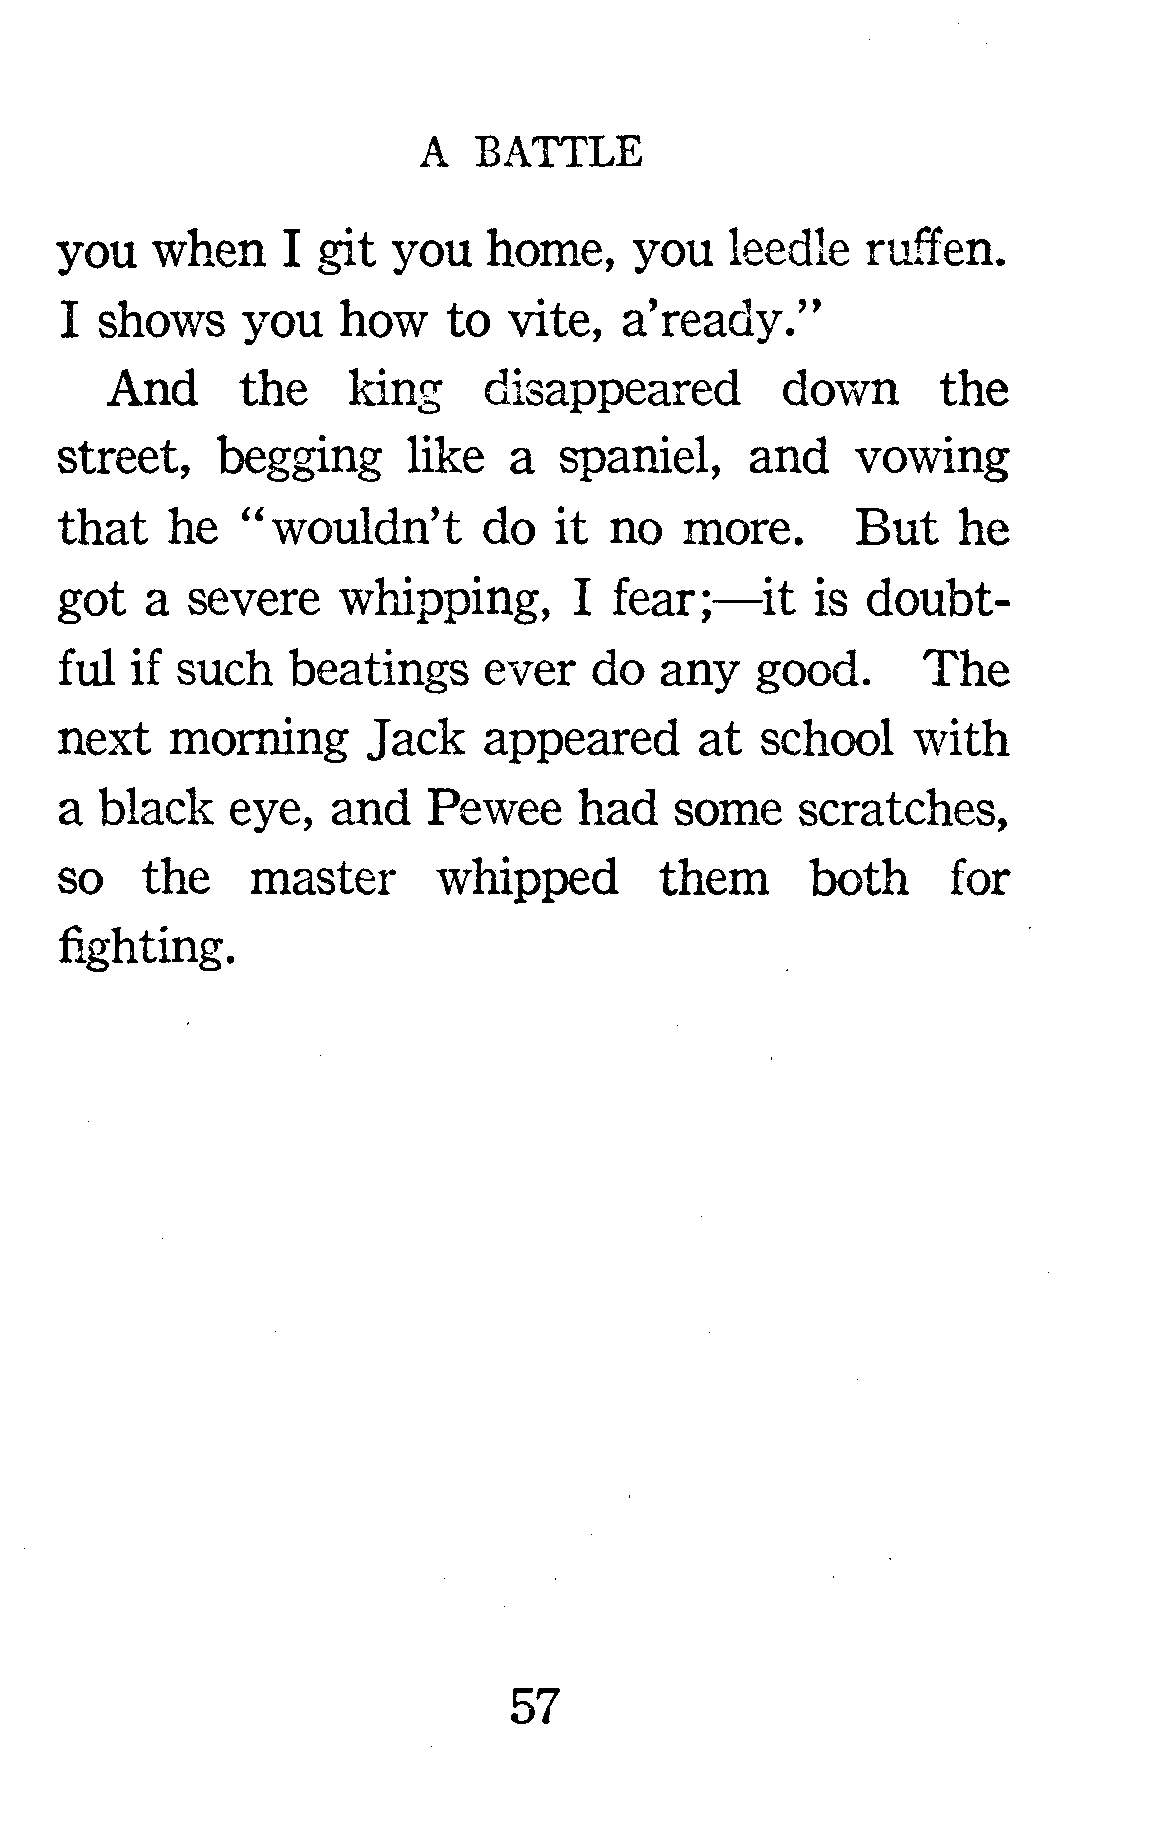 A BATTLE
you when I git you home, you leedle ruffen.
I shows you how to vite, a'ready."
And the king disappeared down the
street, begging like a spaniel, and vowing
that he "wouldn't do it no more. But he
got a severe whipping, I fear;—it is doubt-
ful if such beatings ever do any good. The
next morning Jack appeared at school with
a black eye, and Pewee had some scratches,
so the master whipped them both for
fighting.
57